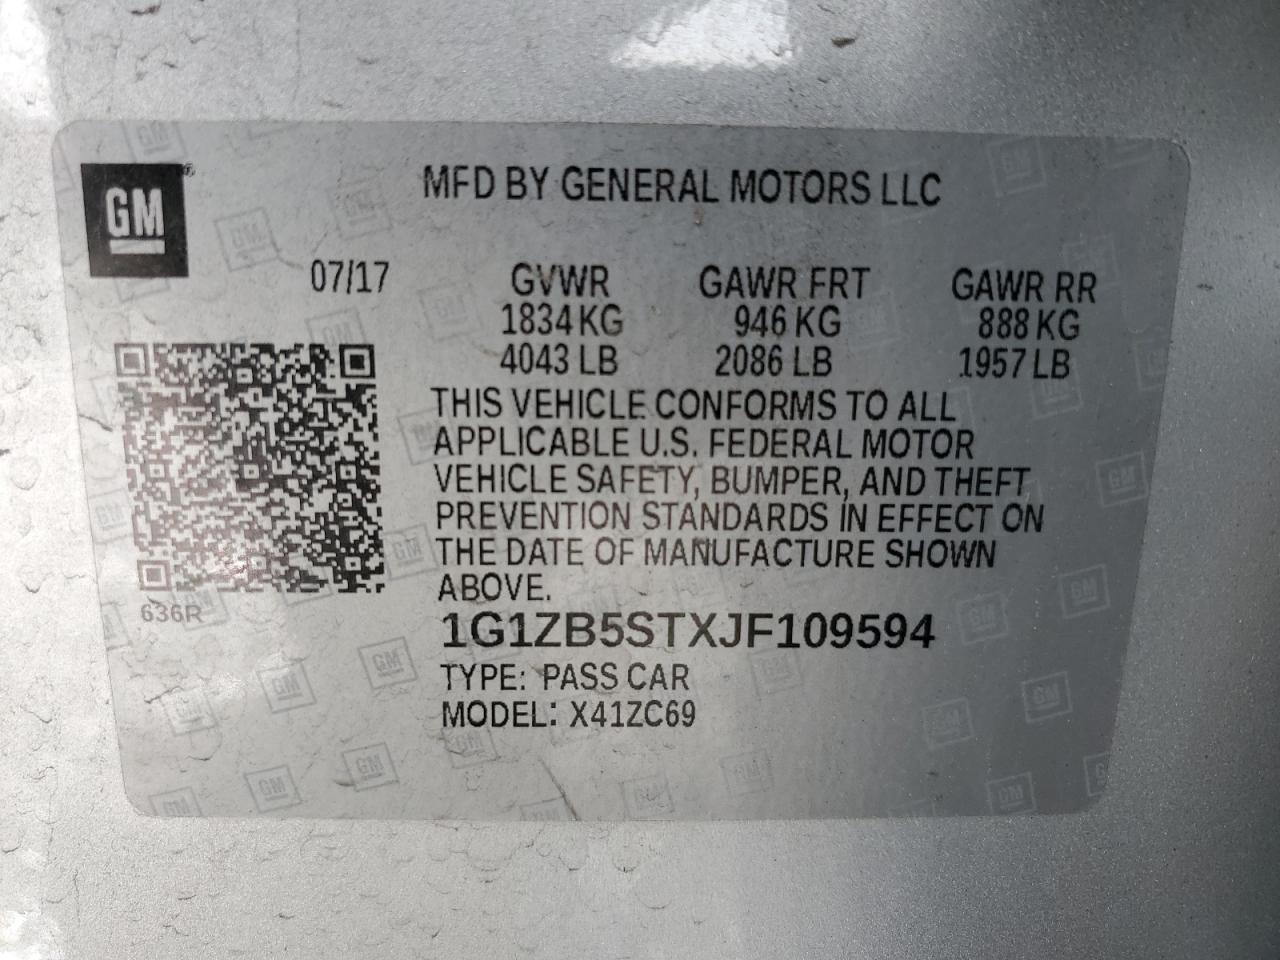 GM
MFD BY GENERAL MOTORS LLC
07/17
GVWR GAWR FRT GAWR RR
1834 KG 946 KG 888 KG
4043 LB 2086 LB 1957 LB
THIS VEHICLE CONFORMS TO ALL
APPLICABLE U.S. FEDERAL MOTOR
VEHICLE SAFETY, BUMPER, AND THEFT
PREVENTION STANDARDS IN EFFECT ON
THE DATE OF MANUFACTURE SHOWN
ABOVE.
636R
1G1ZB5STXJF109594
TYPE: PASS CAR
MODEL: X41ZC69